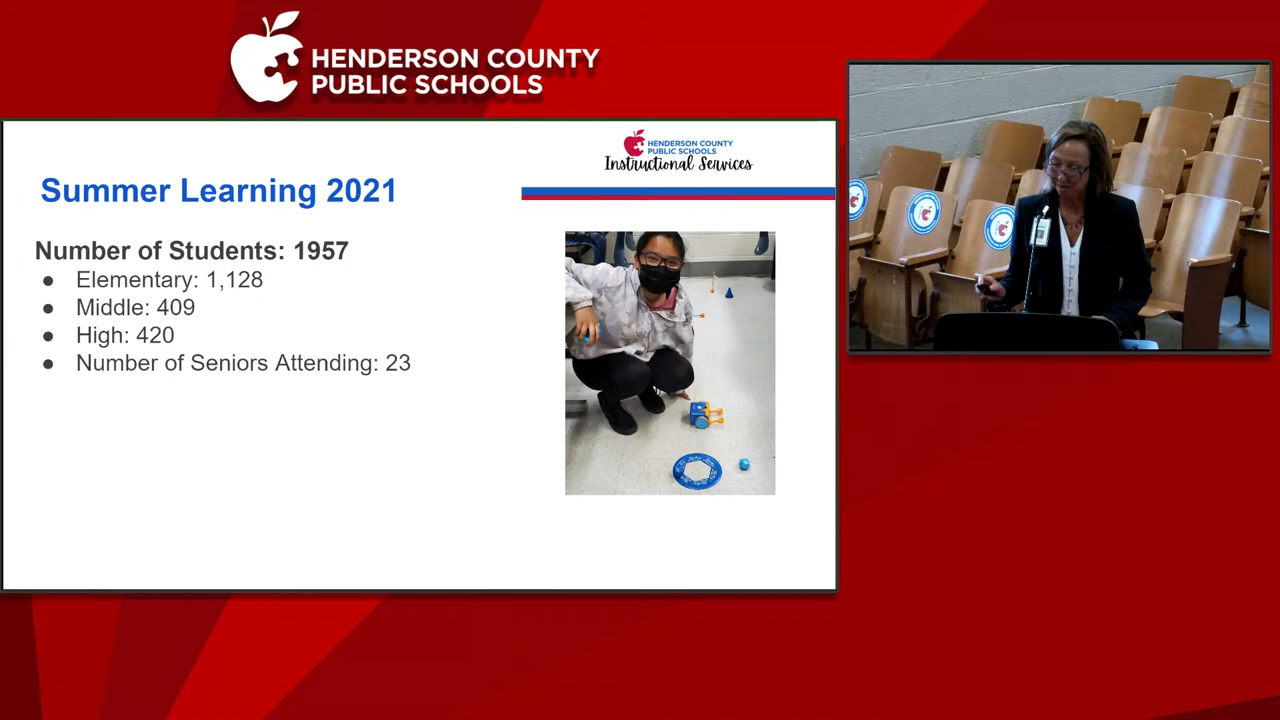 HENDERSON COUNTY
PUBLIC SCHOOLS
HENDERSON COUNTY
PUBLIC SCHOOLS
Instructional Services
Summer Learning 2021
Number of Students: 1957
● Elementary: 1,128
● Middle: 409
● High: 420
● Number of Seniors Attending: 23